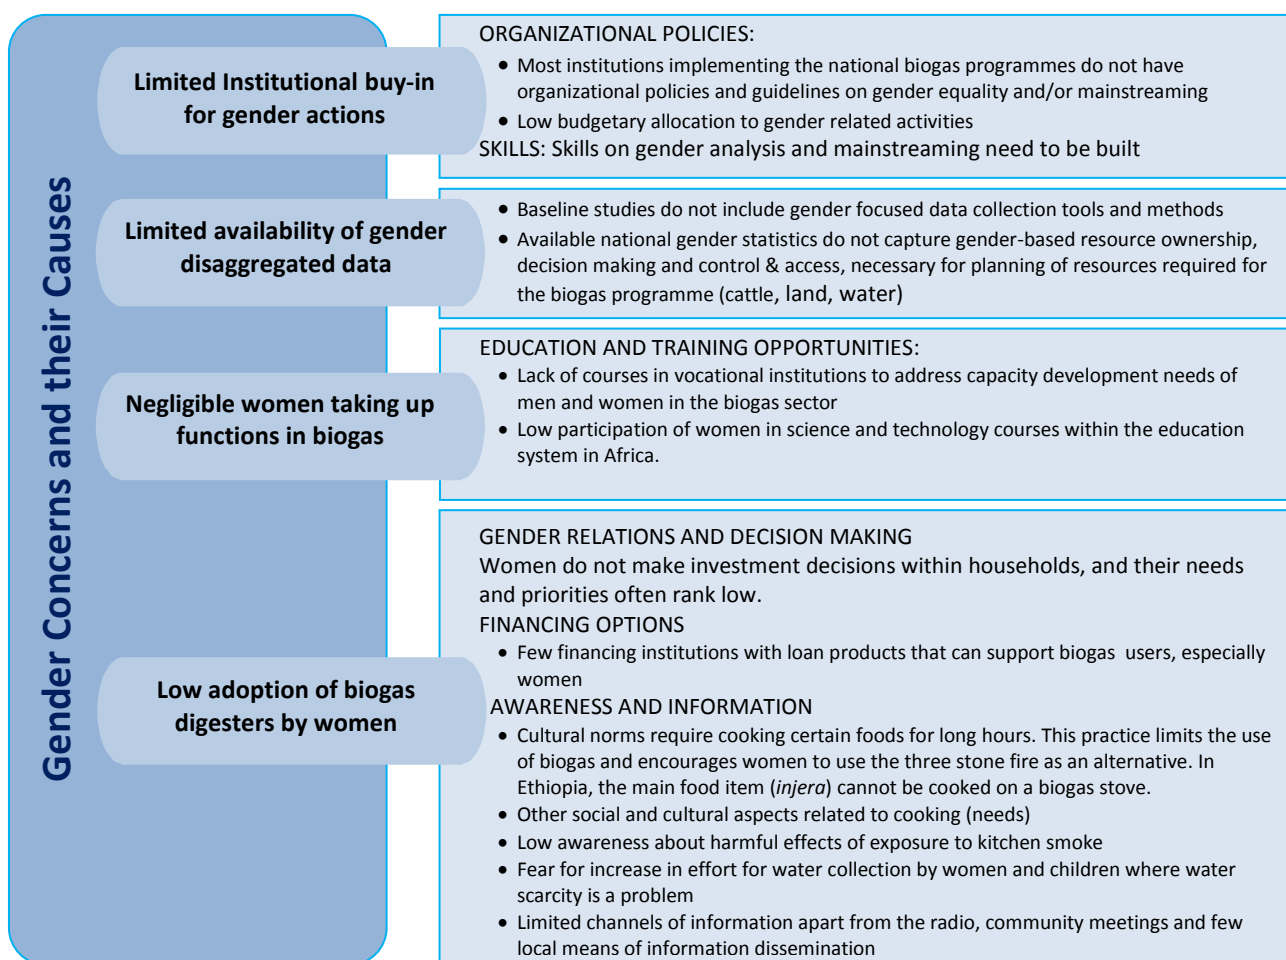 Gender Concerns and their Causes
Limited Institutional buy-in
for gender actions
ORGANIZATIONAL POLICIES:
• Most institutions implementing the national biogas programmes do not have
organizational policies and guidelines on gender equality and/or mainstreaming
• Low budgetary allocation to gender related activities
SKILLS: Skills on gender analysis and mainstreaming need to be built
Limited availability of gender
disaggregated data
• Baseline studies do not include gender focused data collection tools and methods
• Available national gender statistics do not capture gender-based resource ownership,
decision making and control & access, necessary for planning of resources required for
the biogas programme (cattle, land, water)
Negligible women taking up
functions in biogas
EDUCATION AND TRAINING OPPORTUNITIES:
• Lack of courses in vocational institutions to address capacity development needs of
men and women in the biogas sector
• Low participation of women in science and technology courses within the education
system in Africa.
Low adoption of biogas
digesters by women
GENDER RELATIONS AND DECISION MAKING
Women do not make investment decisions within households, and their needs
and priorities often rank low.
FINANCING OPTIONS
• Few financing institutions with loan products that can support biogas users, especially
women
AWARENESS AND INFORMATION
• Cultural norms require cooking certain foods for long hours. This practice limits the use
of biogas and encourages women to use the three stone fire as an alternative. In
Ethiopia, the main food item (injera) cannot be cooked on a biogas stove.
• Other social and cultural aspects related to cooking (needs)
• Low awareness about harmful effects of exposure to kitchen smoke
• Fear for increase in effort for water collection by women and children where water
scarcity is a problem
• Limited channels of information apart from the radio, community meetings and few
local means of information dissemination